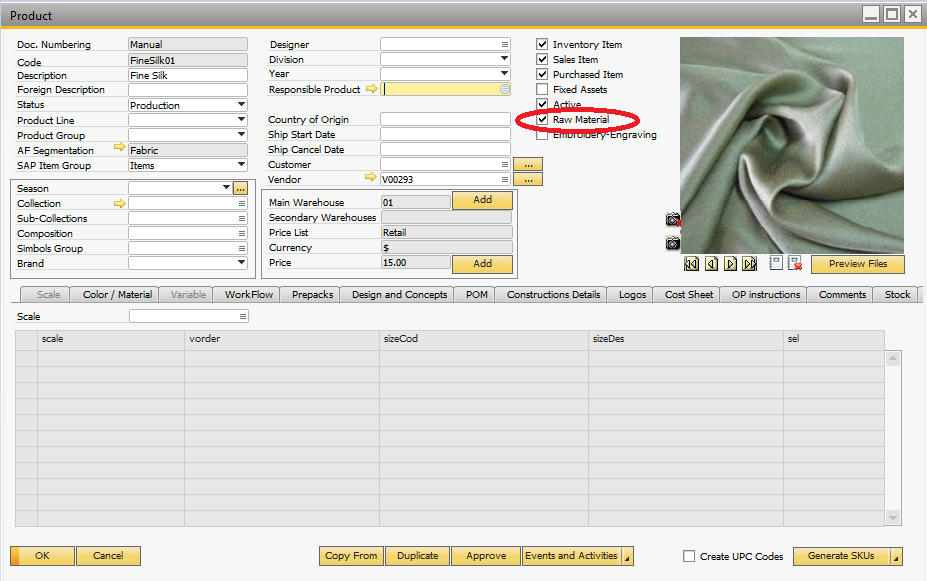 Product
Doc. Numbering Manual
Code FineSilk01
Description Fine Silk
Foreign Description
Status Production
Product Line
Product Group
AF Segmentation Fabric
SAP Item Group Items
Season ...
Collection
Sub-Collections
Composition
Simbols Group
Brand
Designer
Division
Year
Responsible Product
Country of Origin
Ship Start Date
Ship Cancel Date
Customer ...
Vendor V00293 ...
Main Warehouse 01 Add
Secondary Warehouses
Price List Retail
Currency $
Price 15.00 Add
Inventory Item
Sales Item
Purchased Item
Fixed Assets
Active
Raw Material
Embroidery-Engraving
Preview Files
Scale Color / Material Variable WorkFlow Prepacks Design and Concepts POM Constructions Details Logos Cost Sheet OP instructions Comments Stock
Scale
scale vorder sizeCod sizeDes sel
OK Cancel Copy From Duplicate Approve Events and Activities Create UPC Codes Generate SKUs